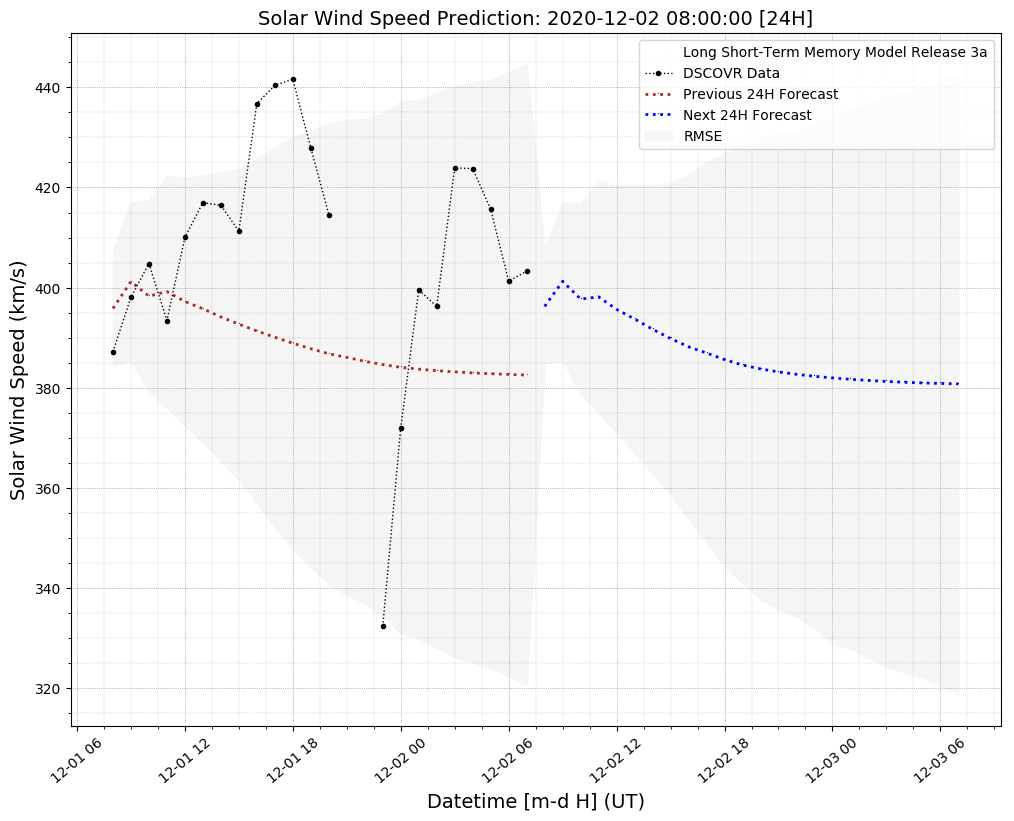 Solar Wind Speed Prediction: 2020-12-02 08:00:00 [24H]
Long Short-Term Memory Model Release 3a
DSCOVR Data
Previous 24H Forecast
Next 24H Forecast
RMSE
Solar Wind Speed (km/s)
440
420
400
380
360
340
320
12-01 06
12-01 12
12-01 18
12-02 00
12-02 06
12-02 12
12-02 18
12-03 00
12-03 06
Datetime [m-d H] (UT)